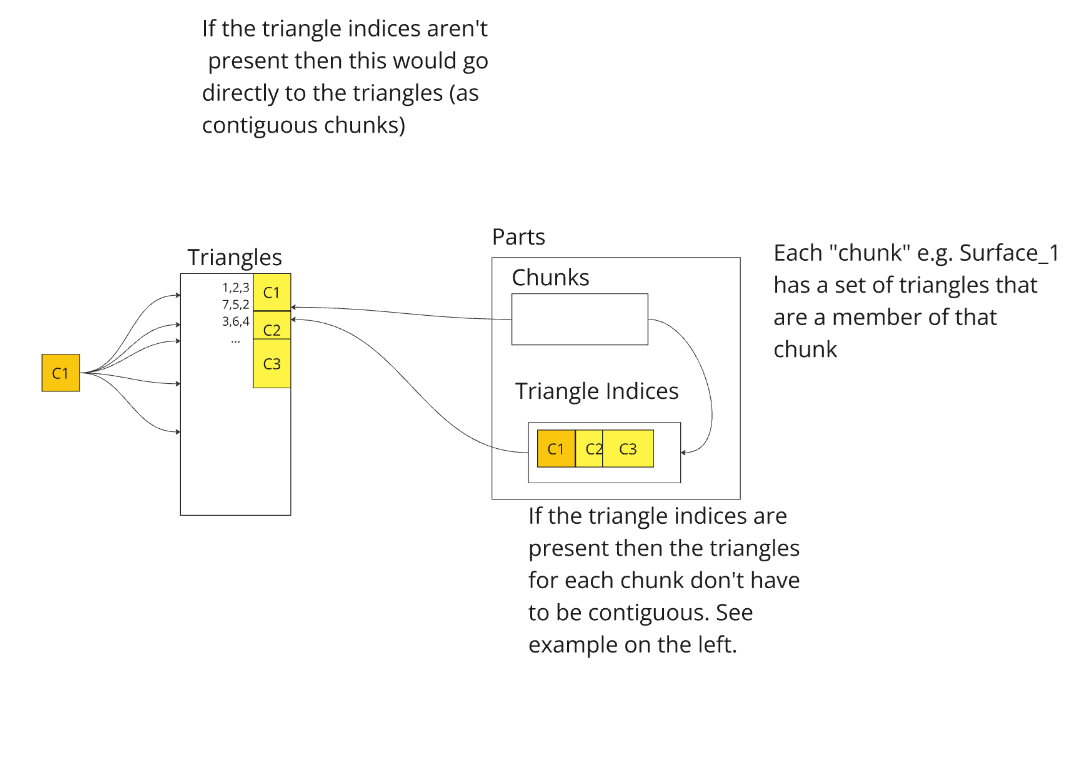 If the triangle indices aren't
present then this would go
directly to the triangles (as
contiguous chunks)
Parts
Triangles
Chunks
Each "chunk" e.g. Surface_1
has a set of triangles that
are a member of that
chunk
1,2,3
7,5,2
3,6,4
...
C1
C2
C3
C1
Triangle Indices
C1
C2
C3
If the triangle indices are
present then the triangles
for each chunk don't have
to be contiguous. See
example on the left.